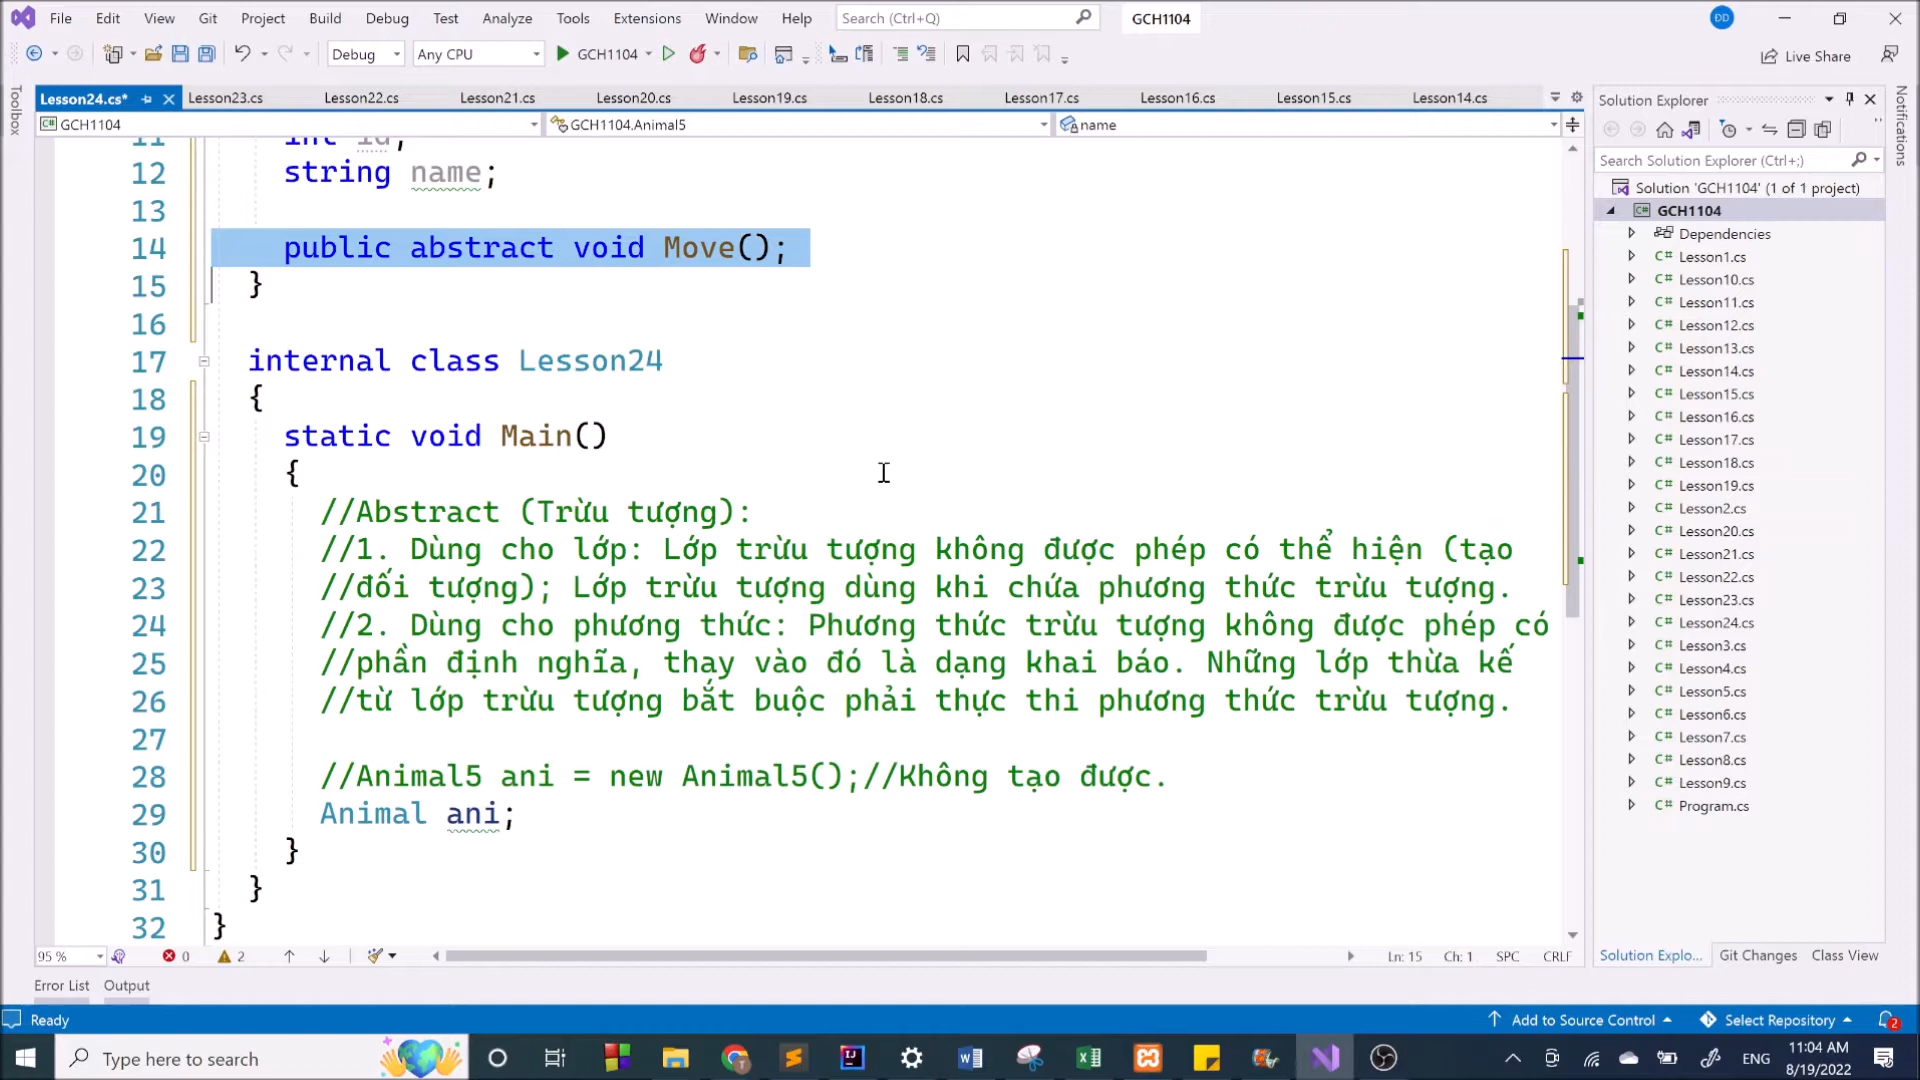 File Edit View Git Project Build Debug Test Analyze Tools Extensions Window Help Search (Ctrl+Q) GCH1104 ĐD
Debug Any CPU GCH1104 Live Share
Toolbox
Lesson24.cs* Lesson23.cs Lesson22.cs Lesson21.cs Lesson20.cs Lesson19.cs Lesson18.cs Lesson17.cs Lesson16.cs Lesson15.cs Lesson14.cs
GCH1104 GCH1104.Animal5 name
11 int id;
12 string name;
13
14 public abstract void Move();
15 }
16
17 internal class Lesson24
18 {
19 static void Main()
20 {
21 //Abstract (Trừu tượng):
22 //1. Dùng cho lớp: Lớp trừu tượng không được phép có thể hiện (tạo
23 //đối tượng); Lớp trừu tượng dùng khi chứa phương thức trừu tượng.
24 //2. Dùng cho phương thức: Phương thức trừu tượng không được phép có
25 //phần định nghĩa, thay vào đó là dạng khai báo. Những lớp thừa kế
26 //từ lớp trừu tượng bắt buộc phải thực thi phương thức trừu tượng.
27
28 //Animal5 ani = new Animal5();//Không tạo được.
29 Animal ani;
30 }
31 }
32 }
95 % 0 2 Ln: 15 Ch: 1 SPC CRLF
Error List Output
Solution Explorer
Search Solution Explorer (Ctrl+;)
Solution 'GCH1104' (1 of 1 project)
GCH1104
Dependencies
C# Lesson1.cs
C# Lesson10.cs
C# Lesson11.cs
C# Lesson12.cs
C# Lesson13.cs
C# Lesson14.cs
C# Lesson15.cs
C# Lesson16.cs
C# Lesson17.cs
C# Lesson18.cs
C# Lesson19.cs
C# Lesson2.cs
C# Lesson20.cs
C# Lesson21.cs
C# Lesson22.cs
C# Lesson23.cs
C# Lesson24.cs
C# Lesson3.cs
C# Lesson4.cs
C# Lesson5.cs
C# Lesson6.cs
C# Lesson7.cs
C# Lesson8.cs
C# Lesson9.cs
C# Program.cs
Solution Explo... Git Changes Class View
Notifications
Ready Add to Source Control Select Repository 2
Type here to search ENG 11:04 AM
8/19/2022